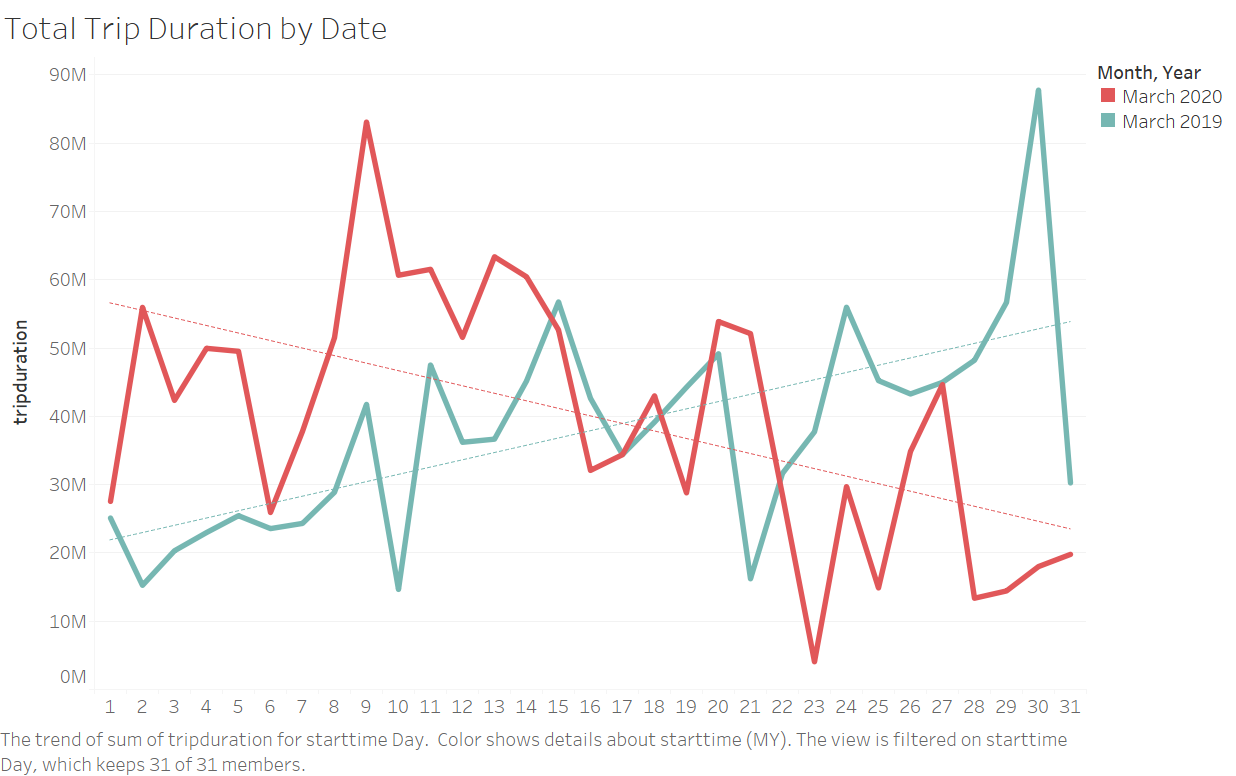 Total Trip Duration by Date
Month, Year
March 2020
March 2019
tripduration
90M
80M
70M
60M
50M
40M
30M
20M
10M
0M
1 2 3 4 5 6 7 8 9 10 11 12 13 14 15 16 17 18 19 20 21 22 23 24 25 26 27 28 29 30 31
The trend of sum of tripduration for starttime Day. Color shows details about starttime (MY). The view is filtered on starttime
Day, which keeps 31 of 31 members.